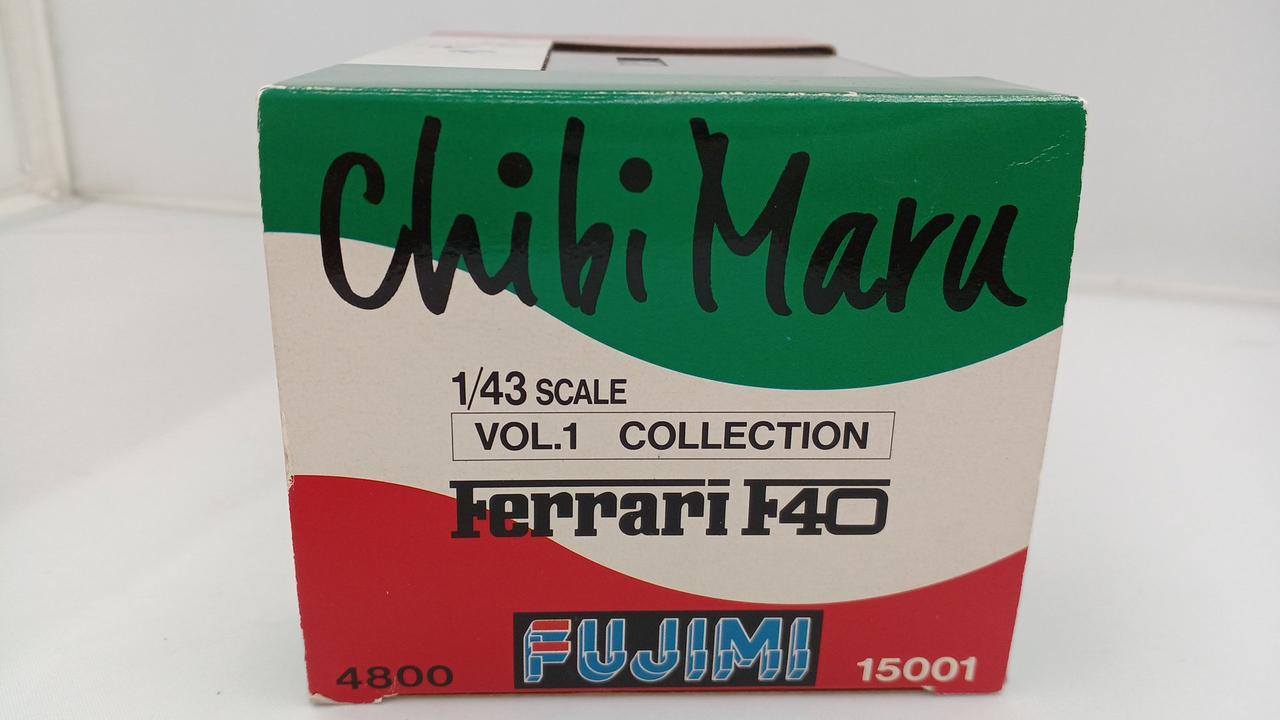 Chibi Maru
1/43 SCALE
VOL.1 COLLECTION
Ferrari F40
FUJIMI
4800
15001